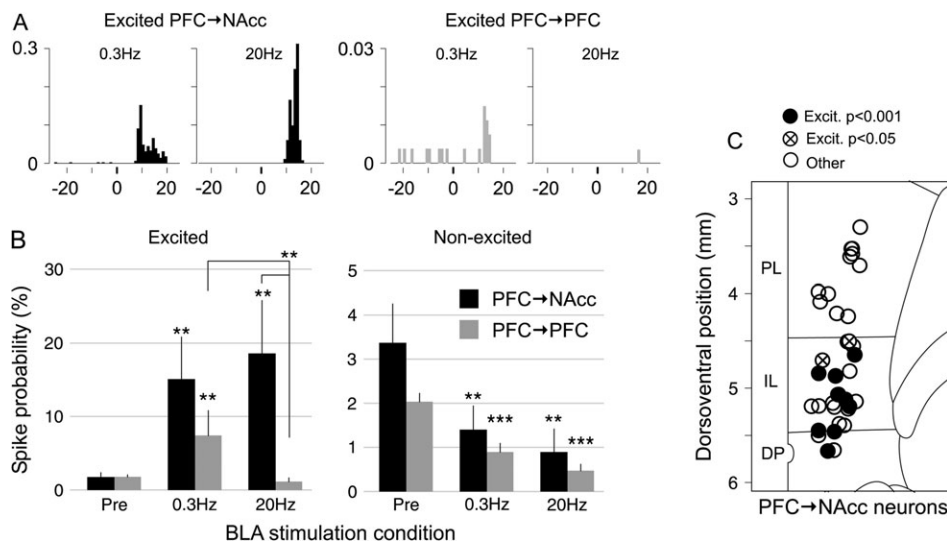 A
Excited PFC→NAcc
Excited PFC→PFC
0.3Hz
20Hz
0.3Hz
20Hz
0.3
0
0.03
0
-20 0 20
-20 0 20
-20 0 20
-20 0 20
B
Excited
Non-excited
Spike probability (%)
30
20
10
0
**
**
**
**
Pre
0.3Hz
20Hz
5
4
3
2
1
0
PFC→NAcc
PFC→PFC
**
***
**
***
Pre
0.3Hz
20Hz
BLA stimulation condition
C
Excit. p<0.001
Excit. p<0.05
Other
Dorsoventral position (mm)
3
4
5
6
PL
IL
DP
PFC→NAcc neurons